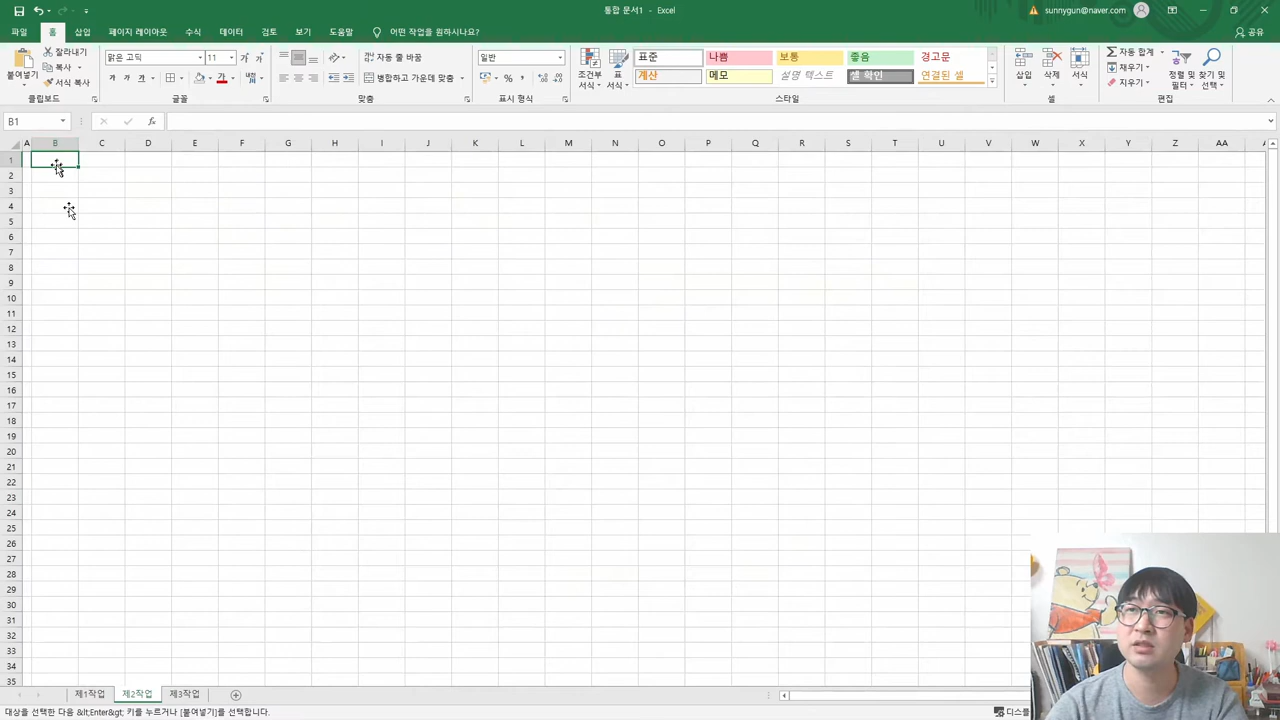 통합 문서1 - Excel
sunnygun@naver.com
파일 홈 삽입 페이지 레이아웃 수식 데이터 검토 보기 도움말 어떤 작업을 원하시나요? 공유
붙여넣기 잘라내기 복사 서식 복사
클립보드
맑은 고딕 11
가 가 가 가 가
글꼴
자동 줄 바꿈
병합하고 가운데 맞춤
맞춤
일반
% ,
표시 형식
조건부 서식 표 서식
표준 나쁨 보통 좋음 경고문
계산 메모 설명 텍스트 셀 확인 연결된 셀
스타일
삽입 삭제 서식
셀
자동 합계
채우기
지우기
정렬 및 필터 찾기 및 선택
편집
B1 fx
A B C D E F G H I J K L M N O P Q R S T U V W X Y Z AA
1
2
3
4
5
6
7
8
9
10
11
12
13
14
15
16
17
18
19
20
21
22
23
24
25
26
27
28
29
30
31
32
33
34
35
제1작업 제2작업 제3작업
대상을 선택한 다음 &lt;Enter&gt; 키를 누르거나 [붙여넣기]를 선택합니다.
디스플